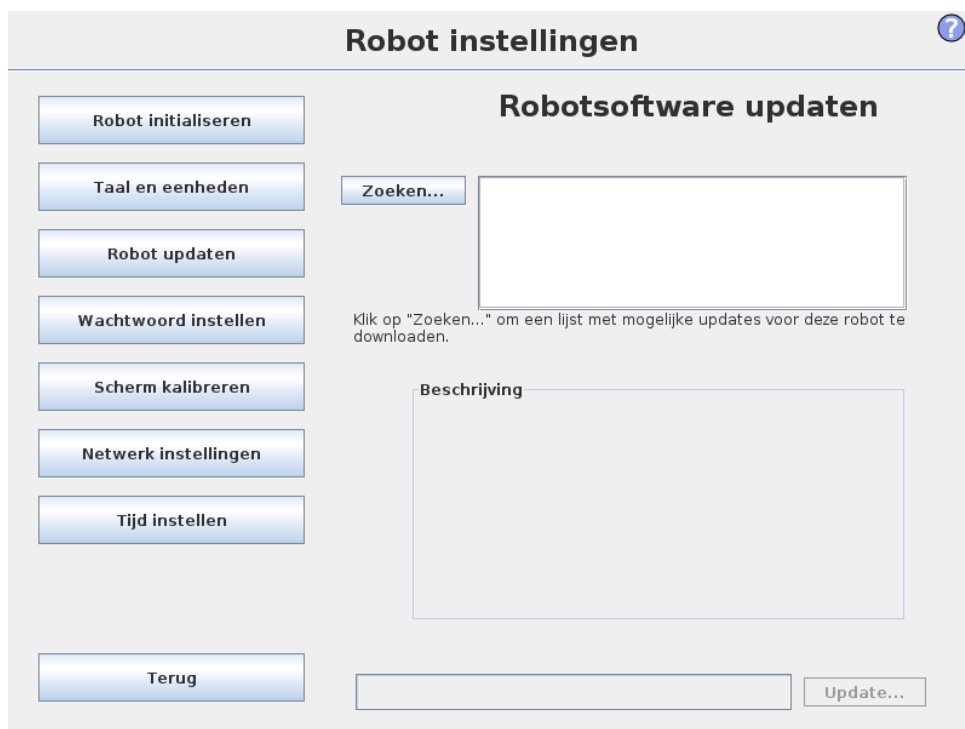 Robot instellingen
?
Robotsoftware updaten
Robot initialiseren
Taal en eenheden
Robot updaten
Wachtwoord instellen
Scherm kalibreren
Netwerk instellingen
Tijd instellen
Terug
Zoeken...
Klik op "Zoeken..." om een lijst met mogelijke updates voor deze robot te
downloaden.
Beschrijving
Update...